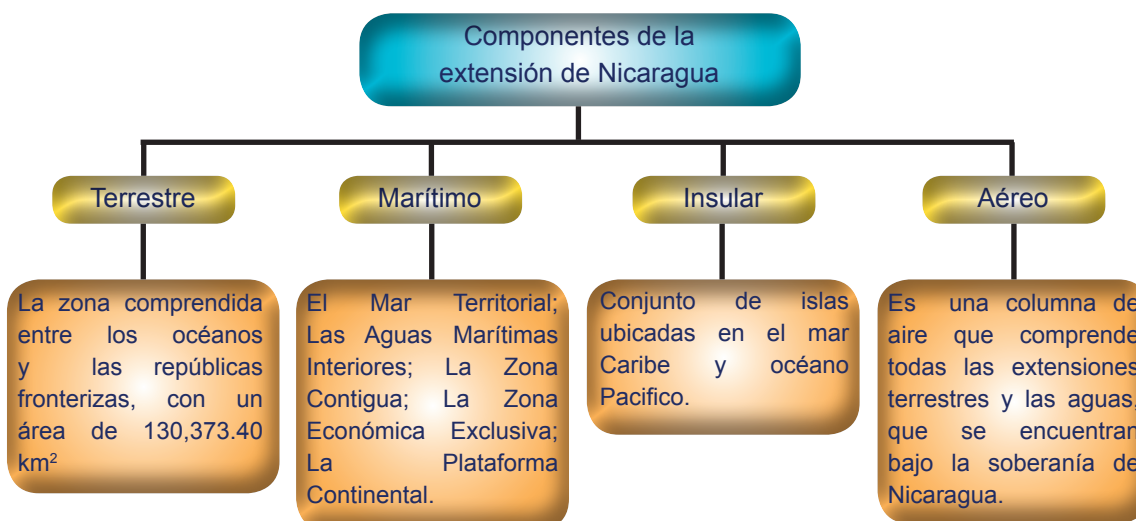 Componentes de la
extensión de Nicaragua
Terrestre
Marítimo
Insular
Aéreo
La zona comprendida
entre los océanos
y las repúblicas
fronterizas, con un
área de 130,373.40
km²
El Mar Territorial;
Las Aguas Marítimas
Interiores; La Zona
Contigua; La Zona
Económica Exclusiva;
La Plataforma
Continental.
Conjunto de islas
ubicadas en el mar
Caribe y océano
Pacifico.
Es una columna de
aire que comprende
todas las extensiones
terrestres y las aguas,
que se encuentran
bajo la soberanía de
Nicaragua.